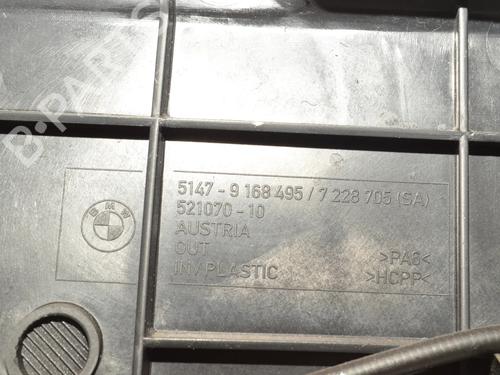 B-PARTS
5147 - 9 168 495 / 7 228 705 (SA)
521070 - 10
AUSTRIA
OUT >PA6<
IN/PLASTIC >HCPP<
BMW